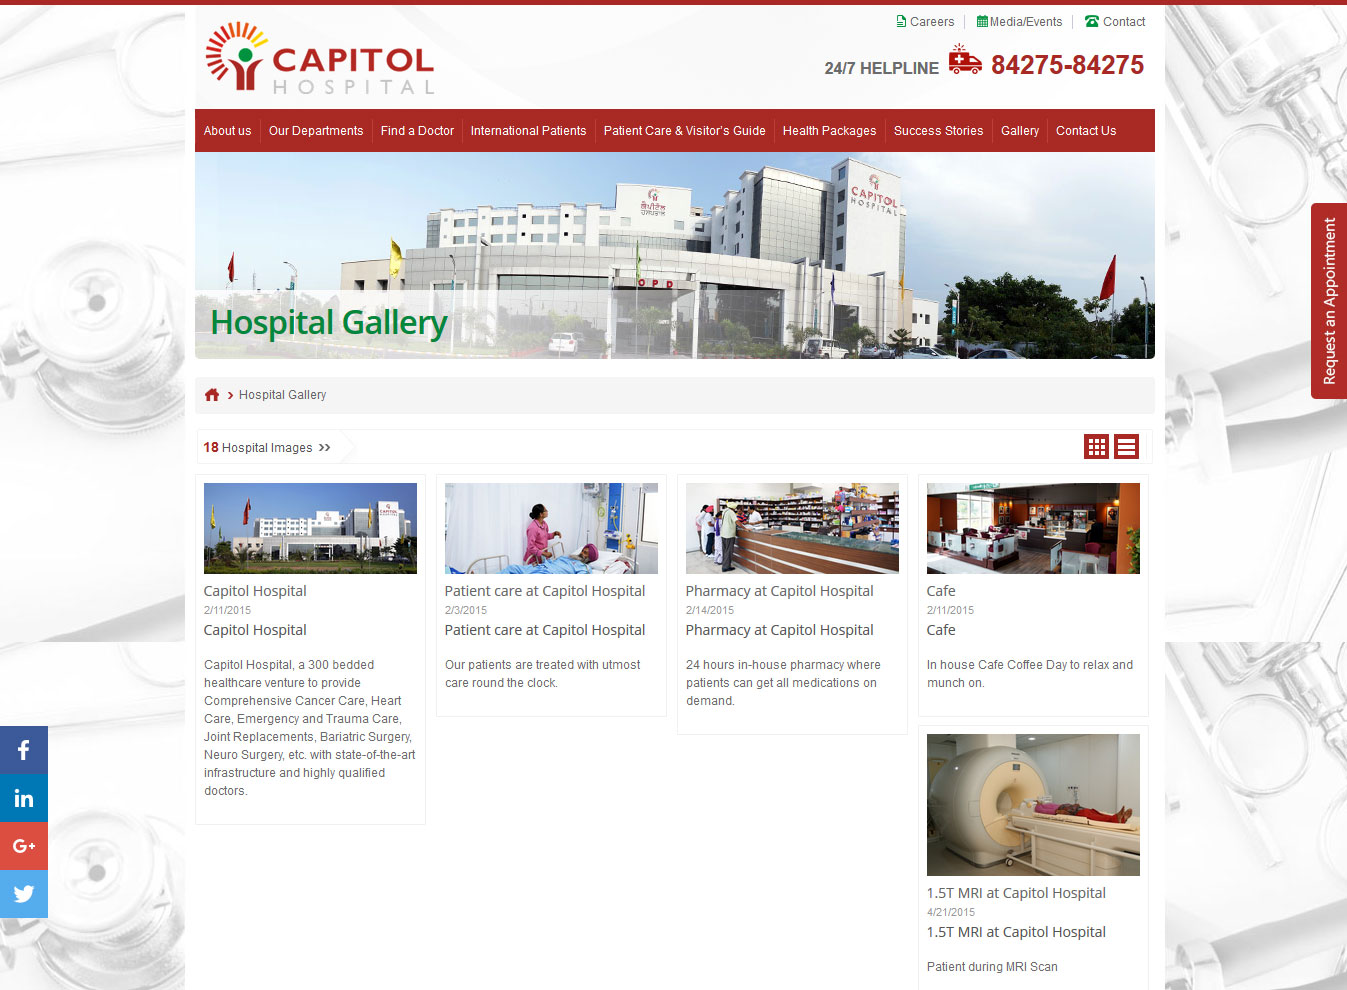 Careers
Media/Events
Contact
CAPITOL
HOSPITAL
24/7 HELPLINE 84275-84275
About us
Our Departments
Find a Doctor
International Patients
Patient Care & Visitor's Guide
Health Packages
Success Stories
Gallery
Contact Us
ਕੈਪੀਟੋਲ
ਹਸਪਤਾਲ
CAPITOL
HOSPITAL
OPD
Hospital Gallery
Request an Appointment
Hospital Gallery
18 Hospital Images >>
CAPITOL
Capitol Hospital
2/11/2015
Capitol Hospital
Capitol Hospital, a 300 bedded
healthcare venture to provide
Comprehensive Cancer Care, Heart
Care, Emergency and Trauma Care,
Joint Replacements, Bariatric Surgery,
Neuro Surgery, etc. with state-of-the-art
infrastructure and highly qualified
doctors.
Patient care at Capitol Hospital
2/3/2015
Patient care at Capitol Hospital
Our patients are treated with utmost
care round the clock.
Pharmacy at Capitol Hospital
2/14/2015
Pharmacy at Capitol Hospital
24 hours in-house pharmacy where
patients can get all medications on
demand.
Cafe
2/11/2015
Cafe
In house Cafe Coffee Day to relax and
munch on.
1.5T MRI at Capitol Hospital
4/21/2015
1.5T MRI at Capitol Hospital
Patient during MRI Scan